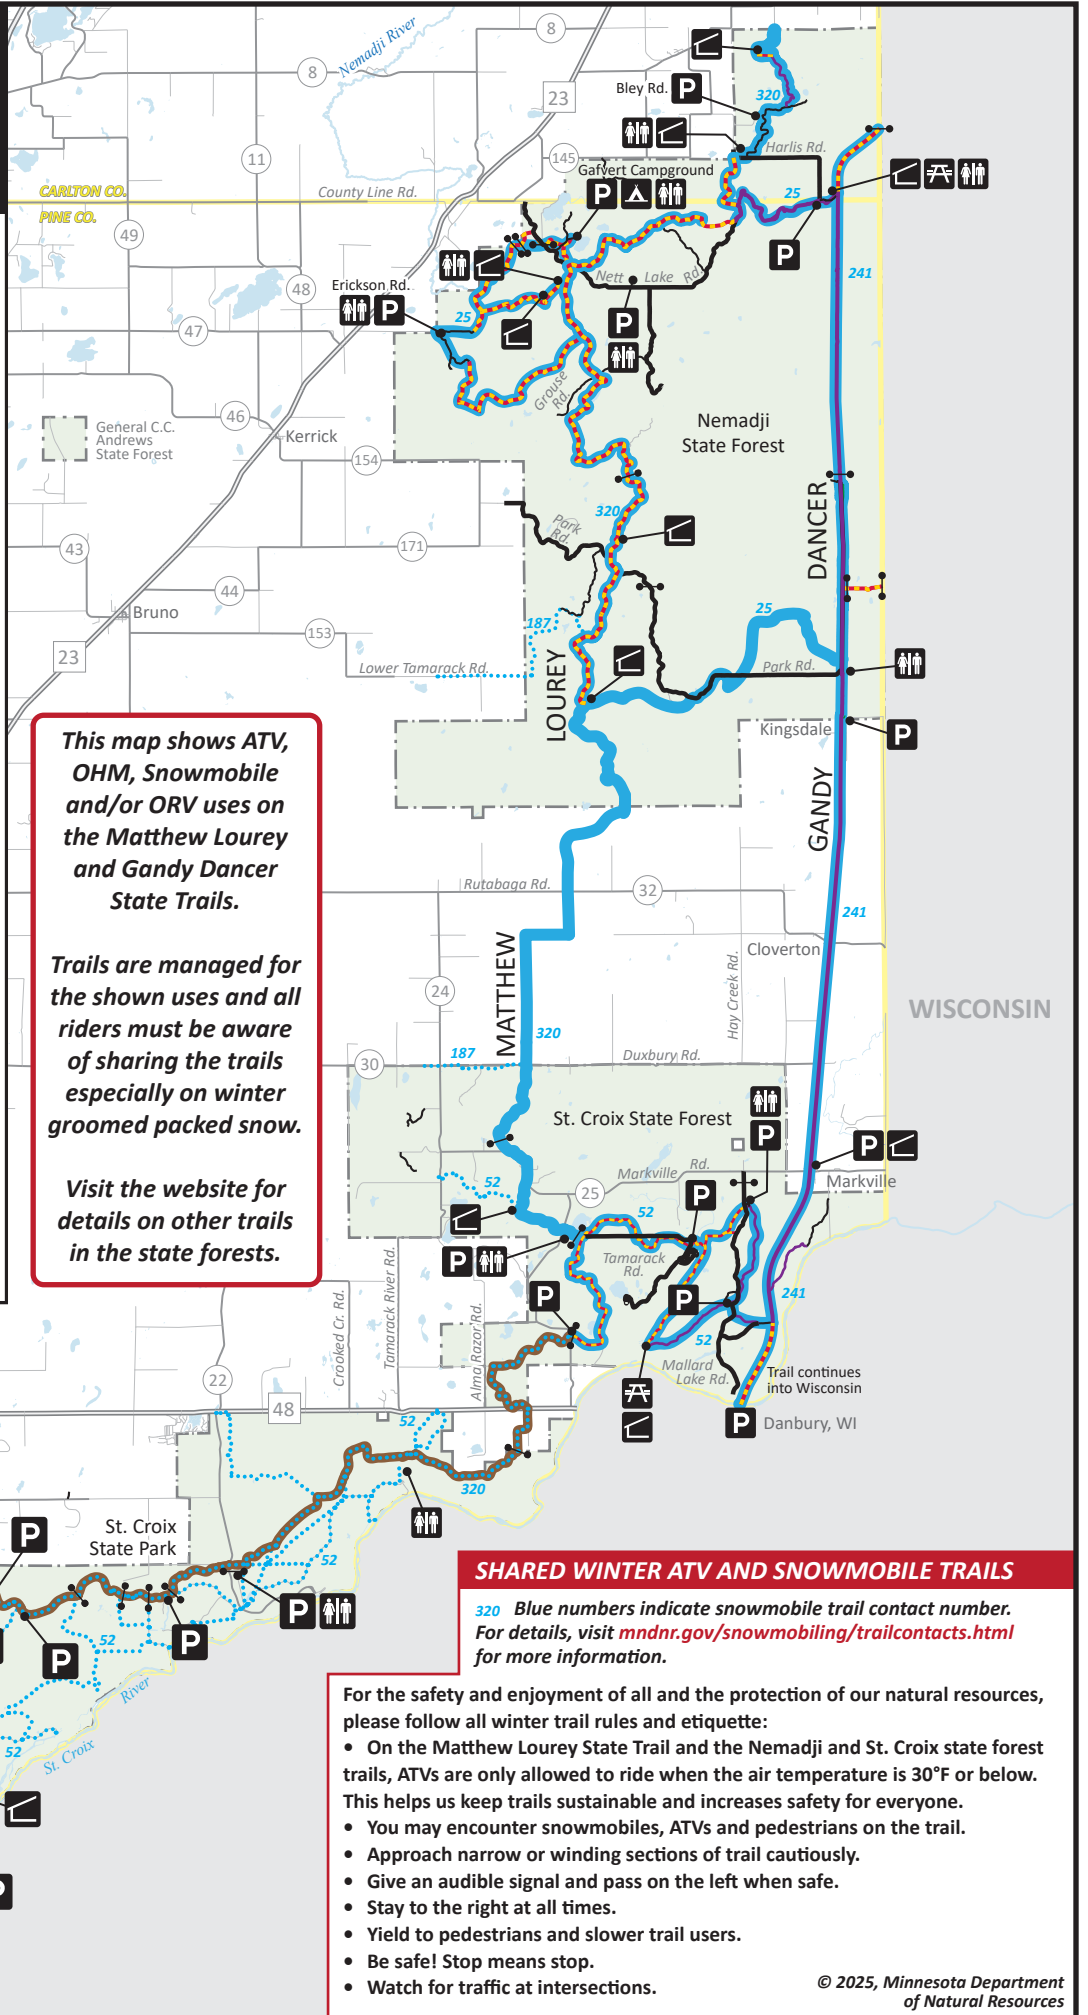 8
Nemadji River
8
23
Bley Rd.
P
320
11
145
Harlis Rd.
Gafvert Campground
CARLTON CO.
County Line Rd.
P
25
PINE CO.
49
P
241
Nett Lake Rd.
48
Erickson Rd.
P
25
P
47
Grouse Rd.
46
General C.C.
Andrews
State Forest
Kerrick
154
Nemadji
State Forest
DANCER
320
Park
Rd.
43
171
44
Bruno
187
25
153
23
Lower Tamarack Rd.
LOUREY
Park Rd.
Kingsdale
P
This map shows ATV,
OHM, Snowmobile
and/or ORV uses on
the Matthew Lourey
and Gandy Dancer
State Trails.
Trails are managed for
the shown uses and all
riders must be aware
of sharing the trails
especially on winter
groomed packed snow.
Visit the website for
details on other trails
in the state forests.
GANDY
Rutabaga Rd.
32
241
Cloverton
MATTHEW
Hay Creek Rd.
24
WISCONSIN
320
187
Duxbury Rd.
30
St. Croix State Forest
P
P
Markville Rd.
Markville
52
25
P
52
P
Tamarack
Rd.
P
P
241
52
Crooked Cr. Rd.
Tamarack River Rd.
Alma Razor Rd.
Mallard
Lake Rd.
Trail continues
into Wisconsin
22
48
52
P
Danbury, WI
320
P
St. Croix
State Park
52
P
P
52
P
River
St. Croix
52
SHARED WINTER ATV AND SNOWMOBILE TRAILS
320 Blue numbers indicate snowmobile trail contact number.
For details, visit mndnr.gov/snowmobiling/trailcontacts.html
for more information.
For the safety and enjoyment of all and the protection of our natural resources,
please follow all winter trail rules and etiquette:
• On the Matthew Lourey State Trail and the Nemadji and St. Croix state forest
trails, ATVs are only allowed to ride when the air temperature is 30°F or below.
This helps us keep trails sustainable and increases safety for everyone.
• You may encounter snowmobiles, ATVs and pedestrians on the trail.
• Approach narrow or winding sections of trail cautiously.
• Give an audible signal and pass on the left when safe.
• Stay to the right at all times.
• Yield to pedestrians and slower trail users.
• Be safe! Stop means stop.
• Watch for traffic at intersections.
© 2025, Minnesota Department
of Natural Resources